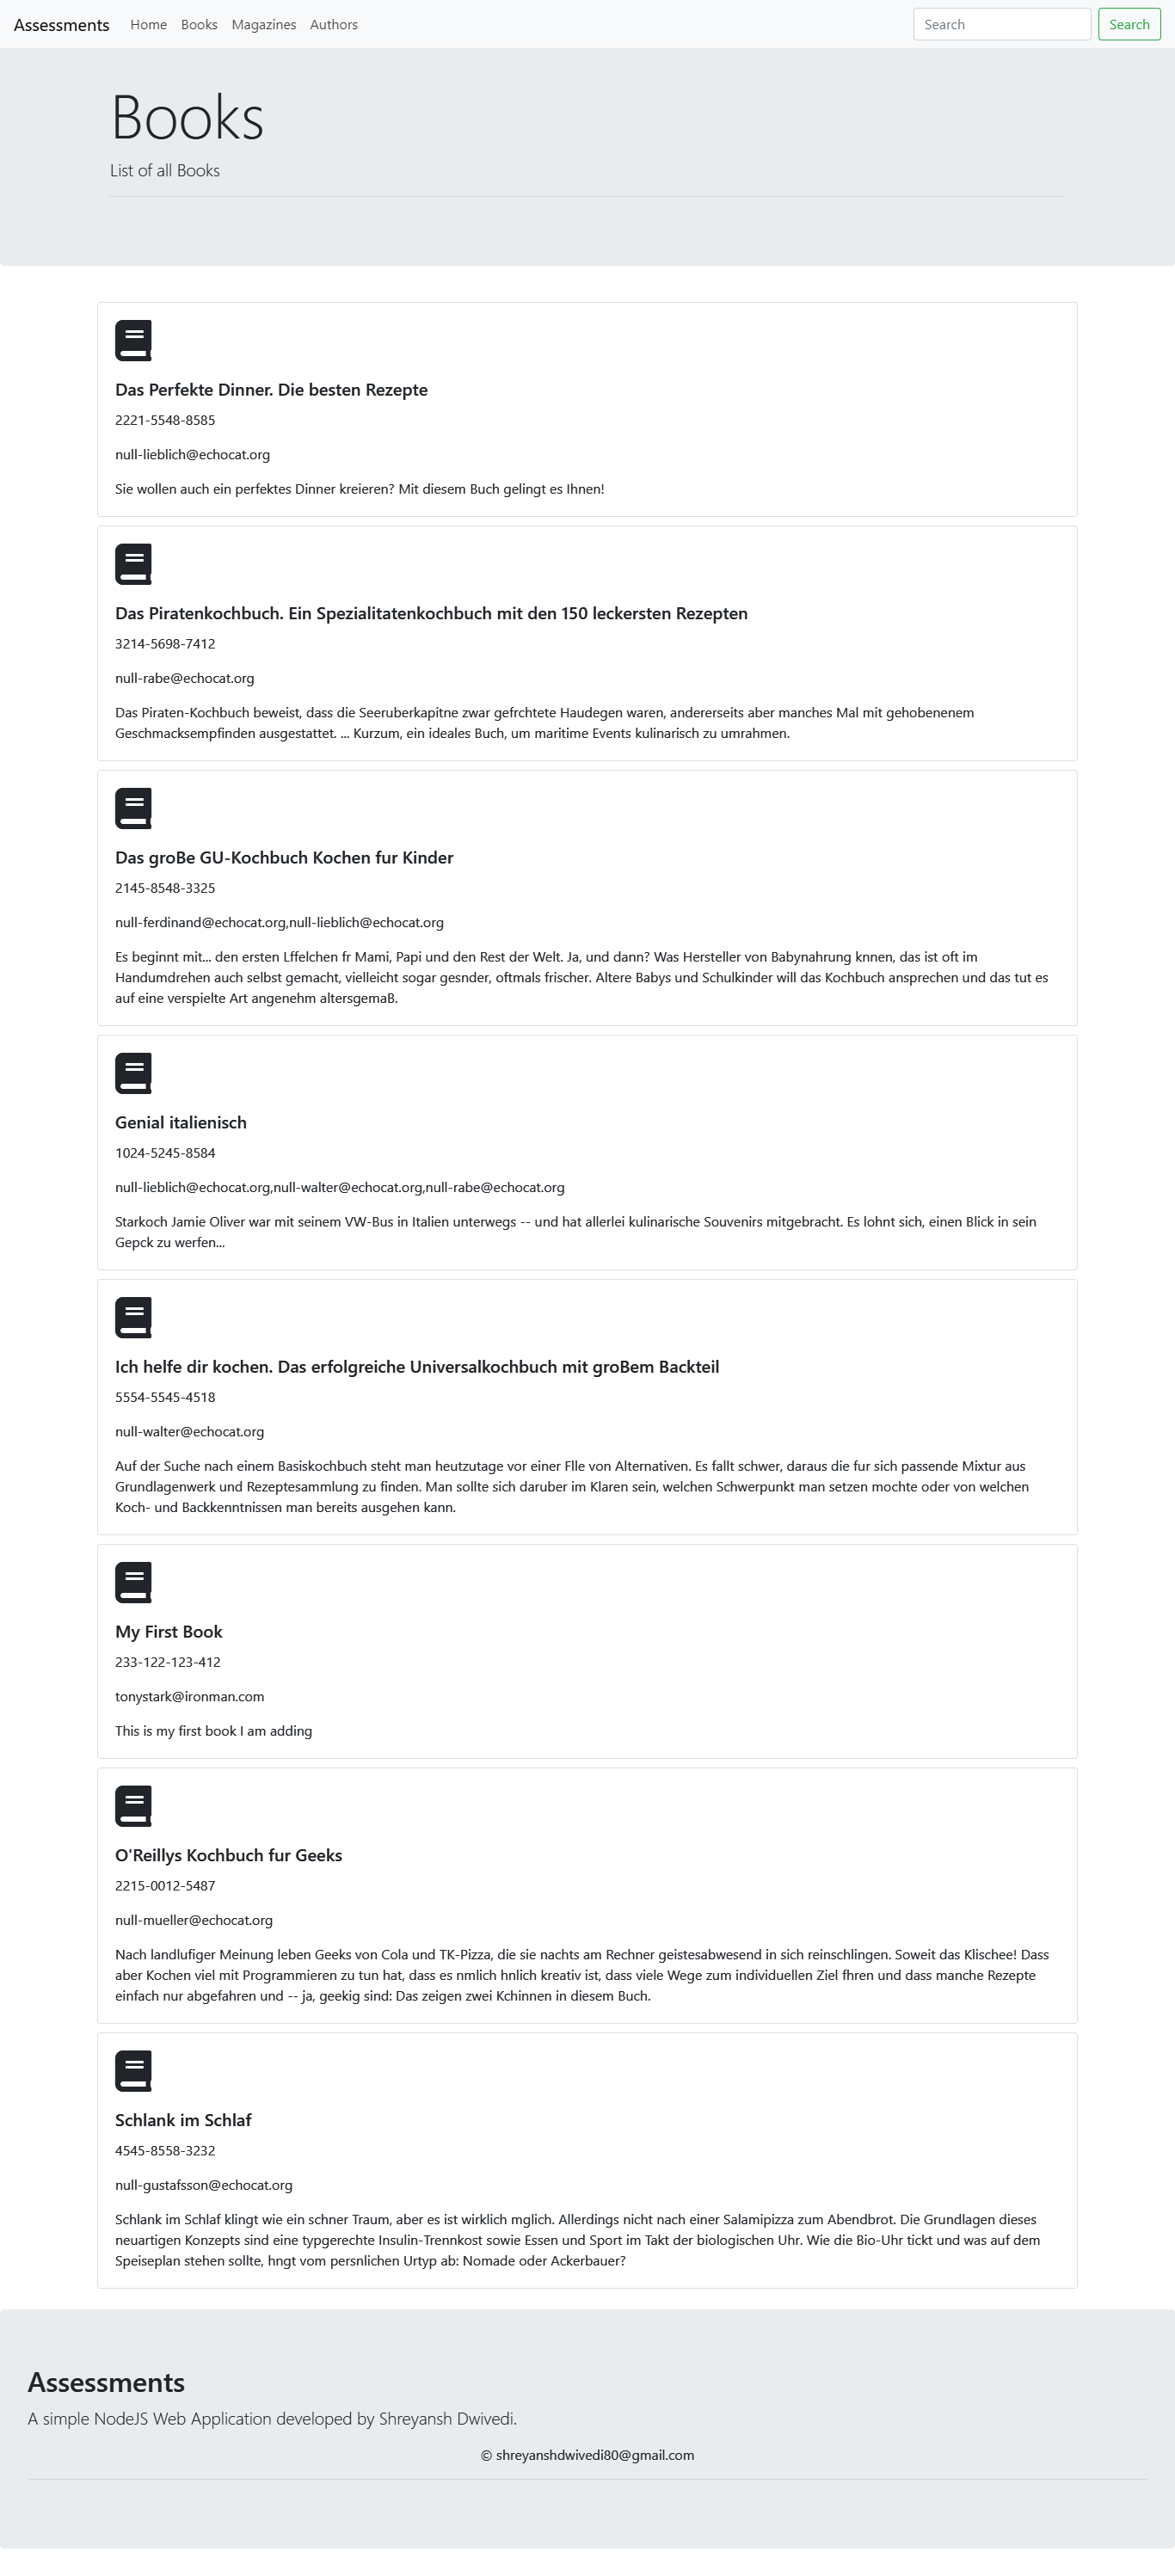 Assessments Home Books Magazines Authors Search Search
Books
List of all Books
Das Perfekte Dinner. Die besten Rezepte
2221-5548-8585
null-lieblich@echocat.org
Sie wollen auch ein perfektes Dinner kreieren? Mit diesem Buch gelingt es Ihnen!
Das Piratenkochbuch. Ein Spezialitatenkochbuch mit den 150 leckersten Rezepten
3214-5698-7412
null-rabe@echocat.org
Das Piraten-Kochbuch beweist, dass die Seeruberkapitne zwar gefrchtete Haudegen waren, andererseits aber manches Mal mit gehobenenem
Geschmacksempfinden ausgestattet. ... Kurzum, ein ideales Buch, um maritime Events kulinarisch zu umrahmen.
Das groBe GU-Kochbuch Kochen fur Kinder
2145-8548-3325
null-ferdinand@echocat.org,null-lieblich@echocat.org
Es beginnt mit... den ersten Lffelchen fr Mami, Papi und den Rest der Welt. Ja, und dann? Was Hersteller von Babynahrung knnen, das ist oft im
Handumdrehen auch selbst gemacht, vielleicht sogar gesnder, oftmals frischer. Altere Babys und Schulkinder will das Kochbuch ansprechen und das tut es
auf eine verspielte Art angenehm altersgemaB.
Genial italienisch
1024-5245-8584
null-lieblich@echocat.org,null-walter@echocat.org,null-rabe@echocat.org
Starkoch Jamie Oliver war mit seinem VW-Bus in Italien unterwegs -- und hat allerlei kulinarische Souvenirs mitgebracht. Es lohnt sich, einen Blick in sein
Gepck zu werfen...
Ich helfe dir kochen. Das erfolgreiche Universalkochbuch mit groBem Backteil
5554-5545-4518
null-walter@echocat.org
Auf der Suche nach einem Basiskochbuch steht man heutzutage vor einer Flle von Alternativen. Es fallt schwer, daraus die fur sich passende Mixtur aus
Grundlagenwerk und Rezeptesammlung zu finden. Man sollte sich daruber im Klaren sein, welchen Schwerpunkt man setzen mochte oder von welchen
Koch- und Backkenntnissen man bereits ausgehen kann.
My First Book
233-122-123-412
tonystark@ironman.com
This is my first book I am adding
O'Reillys Kochbuch fur Geeks
2215-0012-5487
null-mueller@echocat.org
Nach landlufiger Meinung leben Geeks von Cola und TK-Pizza, die sie nachts am Rechner geistesabwesend in sich reinschlingen. Soweit das Klischee! Dass
aber Kochen viel mit Programmieren zu tun hat, dass es nmlich hnlich kreativ ist, dass viele Wege zum individuellen Ziel fhren und dass manche Rezepte
einfach nur abgefahren und -- ja, geekig sind: Das zeigen zwei Kchinnen in diesem Buch.
Schlank im Schlaf
4545-8558-3232
null-gustafsson@echocat.org
Schlank im Schlaf klingt wie ein schner Traum, aber es ist wirklich mglich. Allerdings nicht nach einer Salamipizza zum Abendbrot. Die Grundlagen dieses
neuartigen Konzepts sind eine typgerechte Insulin-Trennkost sowie Essen und Sport im Takt der biologischen Uhr. Wie die Bio-Uhr tickt und was auf dem
Speiseplan stehen sollte, hngt vom persnlichen Urtyp ab: Nomade oder Ackerbauer?
Assessments
A simple NodeJS Web Application developed by Shreyansh Dwivedi.
© shreyanshdwivedi80@gmail.com